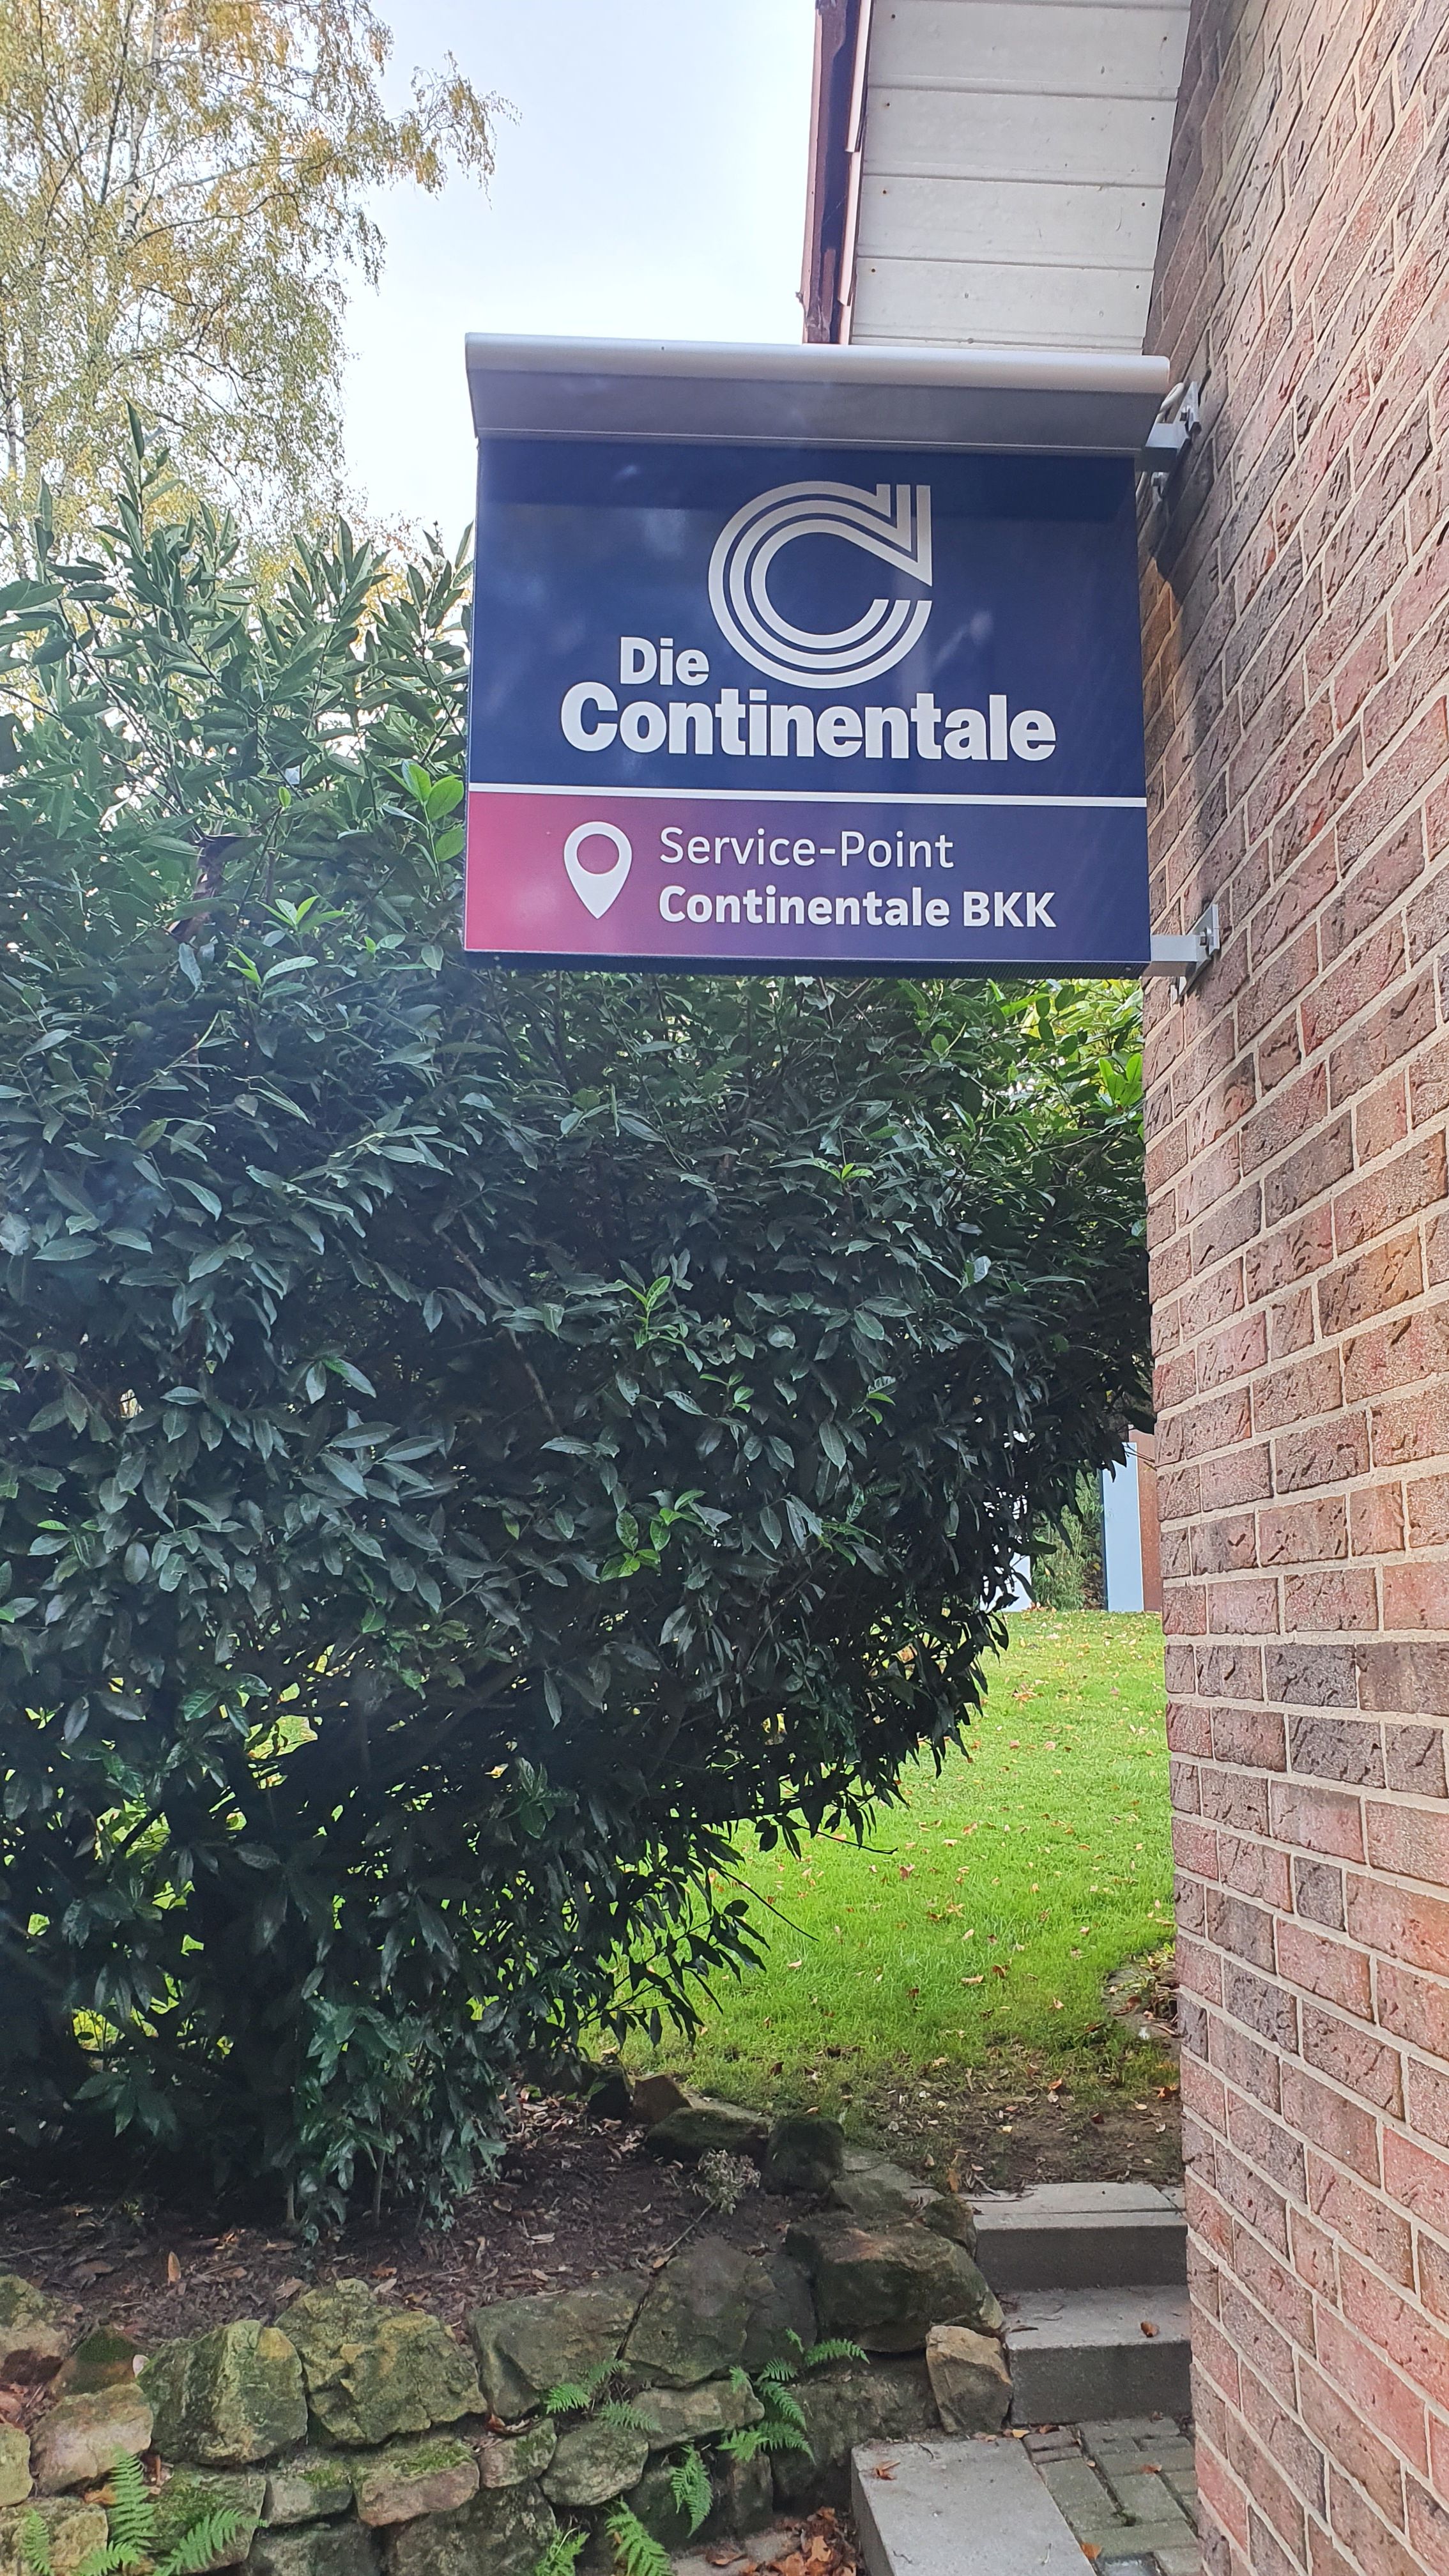 Die
Continentale
Service-Point
Continentale BKK